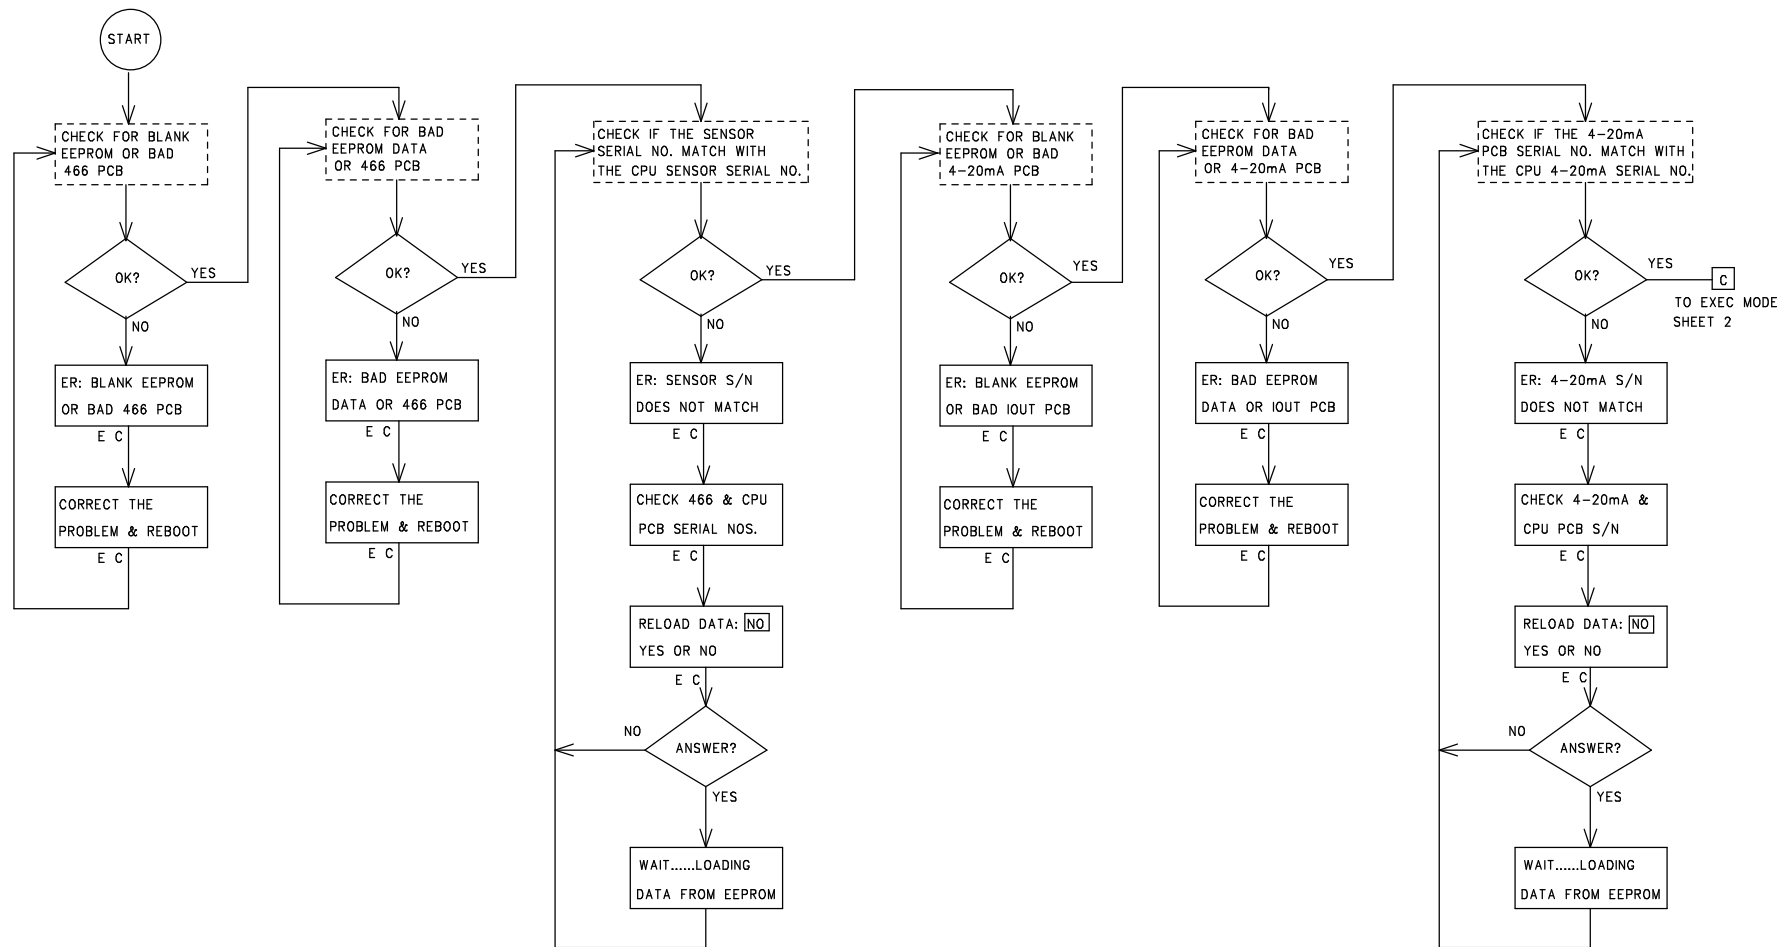 START
CHECK FOR BLANK
EEPROM OR BAD
466 PCB
OK?
YES
NO
ER: BLANK EEPROM
OR BAD 466 PCB
E C
CORRECT THE
PROBLEM & REBOOT
E C
CHECK FOR BAD
EEPROM DATA
OR 466 PCB
OK?
YES
NO
ER: BAD EEPROM
DATA OR 466 PCB
E C
CORRECT THE
PROBLEM & REBOOT
E C
CHECK IF THE SENSOR
SERIAL NO. MATCH WITH
THE CPU SENSOR SERIAL NO.
OK?
YES
NO
ER: SENSOR S/N
DOES NOT MATCH
E C
CHECK 466 & CPU
PCB SERIAL NOS.
E C
RELOAD DATA: NO
YES OR NO
E C
NO
ANSWER?
YES
WAIT......LOADING
DATA FROM EEPROM
CHECK FOR BLANK
EEPROM OR BAD
4-20mA PCB
OK?
YES
NO
ER: BLANK EEPROM
OR BAD IOUT PCB
E C
CORRECT THE
PROBLEM & REBOOT
E C
CHECK FOR BAD
EEPROM DATA
OR 4-20mA PCB
OK?
YES
NO
ER: BAD EEPROM
DATA OR IOUT PCB
E C
CORRECT THE
PROBLEM & REBOOT
E C
CHECK IF THE 4-20mA
PCB SERIAL NO. MATCH WITH
THE CPU 4-20mA SERIAL NO.
OK?
YES
C
TO EXEC MODE
SHEET 2
NO
ER: 4-20mA S/N
DOES NOT MATCH
E C
CHECK 4-20mA &
CPU PCB S/N
E C
RELOAD DATA: NO
YES OR NO
E C
NO
ANSWER?
YES
WAIT......LOADING
DATA FROM EEPROM